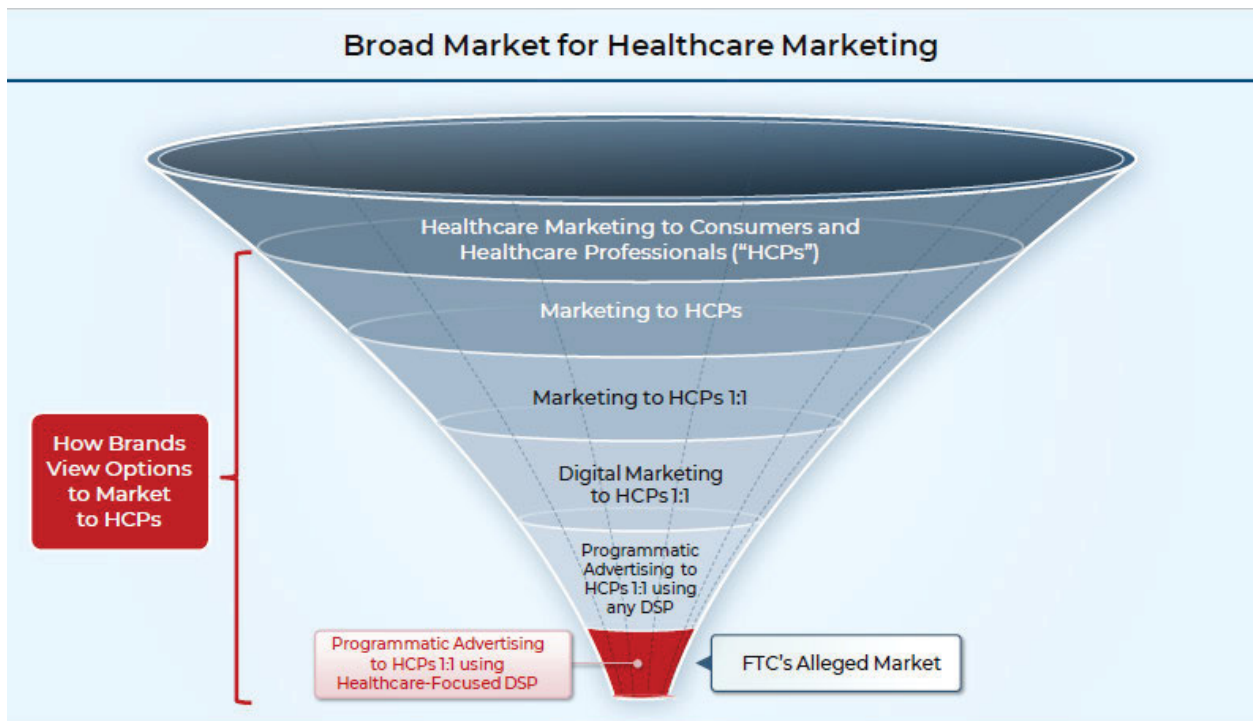 Broad Market for Healthcare Marketing
Healthcare Marketing to Consumers and
Healthcare Professionals (“HCPs”)
Marketing to HCPs
Marketing to HCPs 1:1
How Brands
View Options
to Market
to HCPs
Digital Marketing
to HCPs 1:1
Programmatic
Advertising to
HCPs 1:1 using
any DSP
Programmatic Advertising
to HCPs 1:1 using
Healthcare-Focused DSP
FTC’s Alleged Market